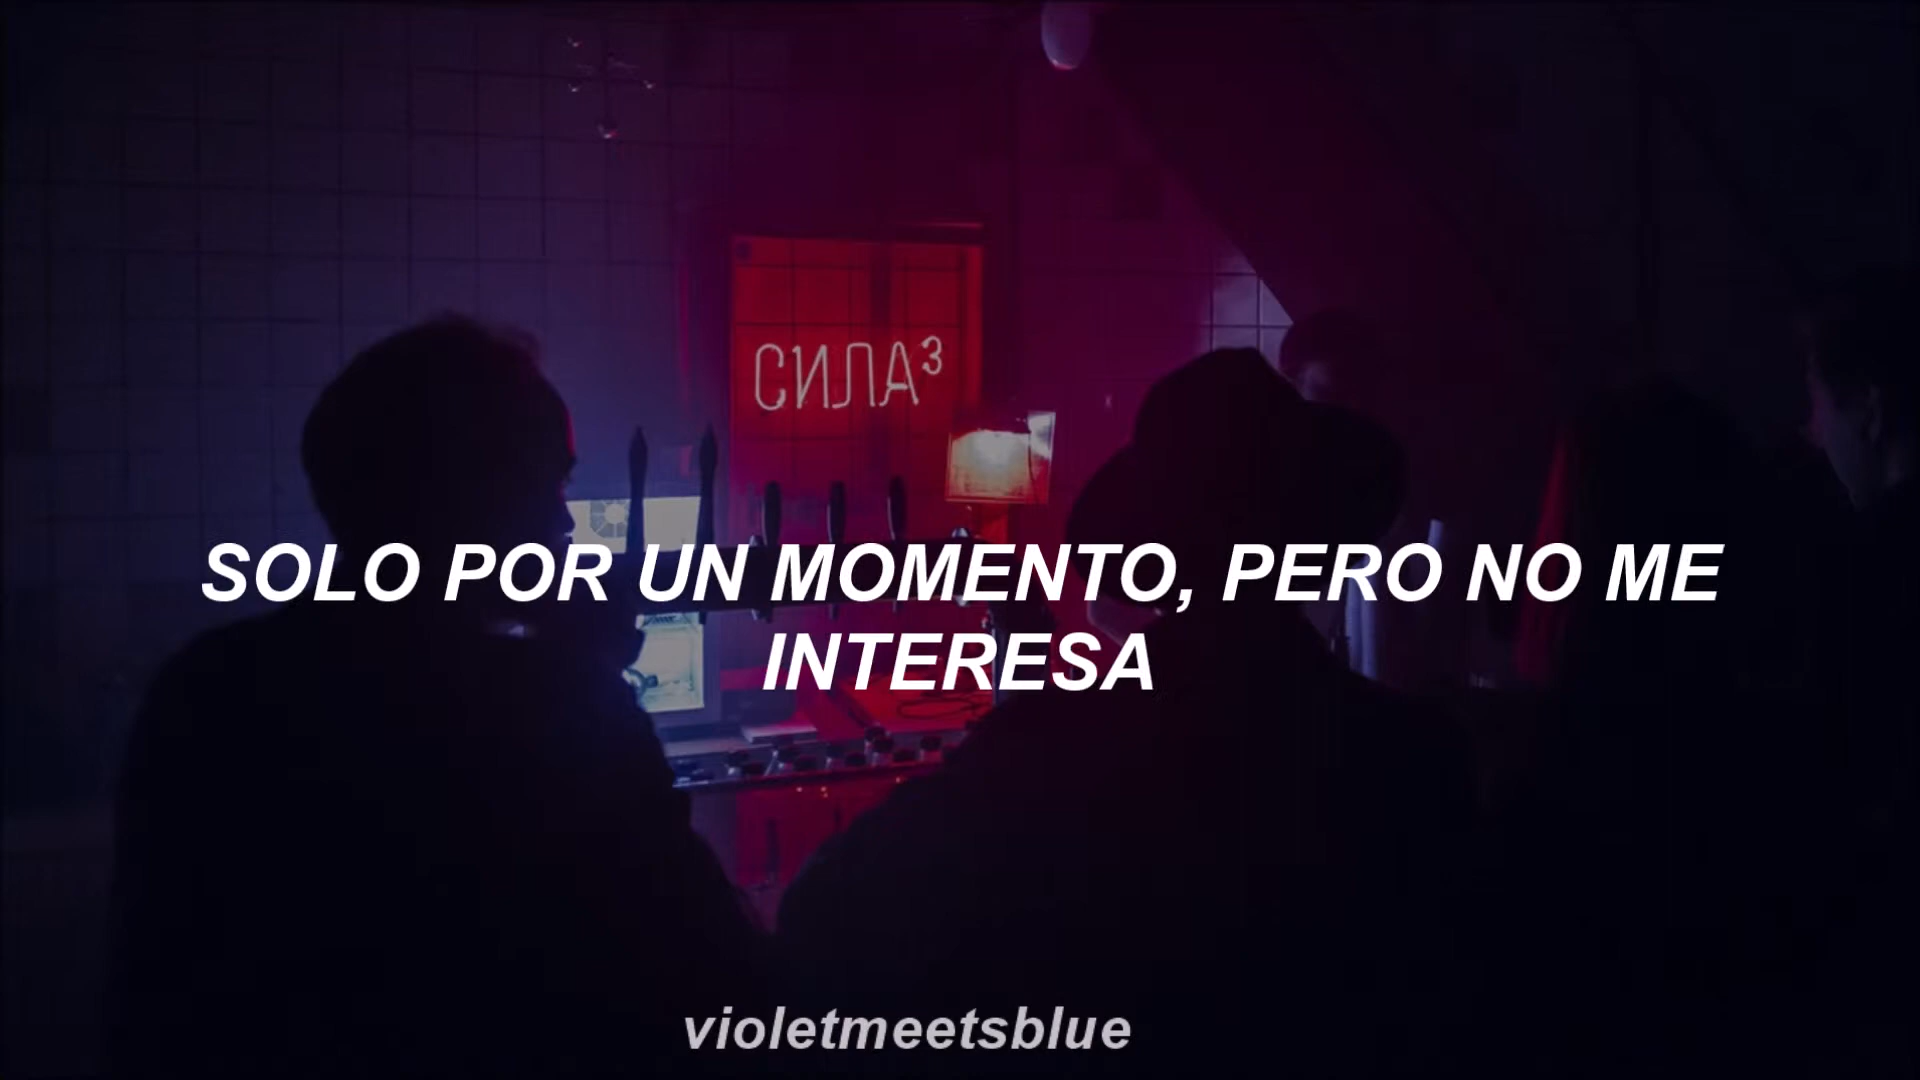 СИЛА³
SOLO POR UN MOMENTO, PERO NO ME
INTERESA
violetmeetsblue